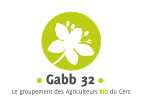 • Gabb 32 •
Le groupement des Agriculteurs BIO du Gers